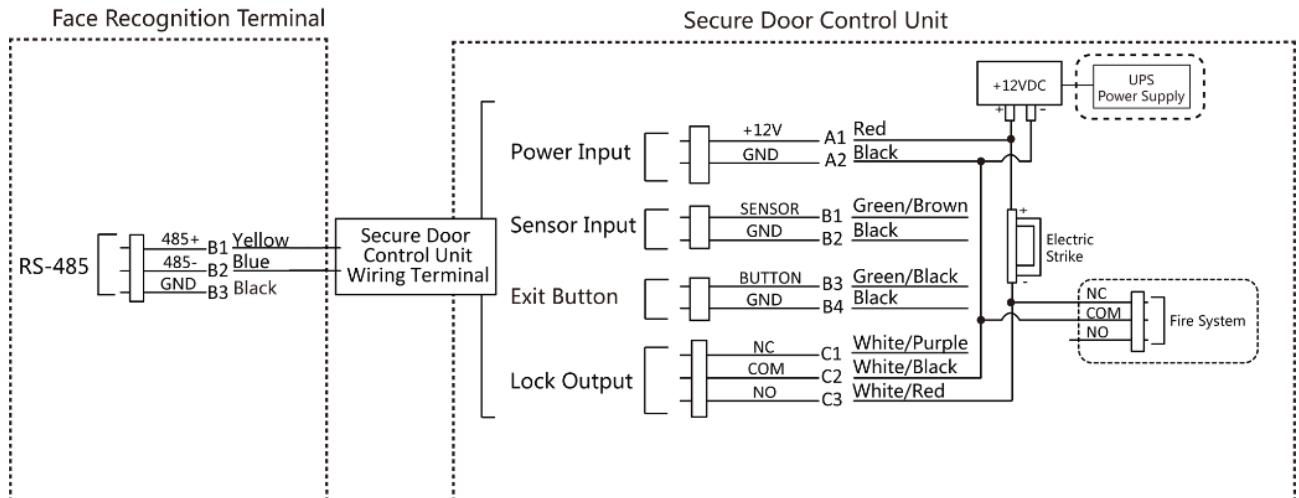 Face Recognition Terminal
Secure Door Control Unit
+12VDC
UPS
Power Supply
+
-
Power Input
+12V
A1
Red
GND
A2
Black
Sensor Input
SENSOR
B1
Green/Brown
GND
B2
Black
+
Electric
Strike
-
RS-485
485+
B1
Yellow
485-
B2
Blue
GND
B3
Black
Secure Door
Control Unit
Wiring Terminal
Exit Button
BUTTON
B3
Green/Black
GND
B4
Black
NC
COM
NO
Fire System
Lock Output
NC
C1
White/Purple
COM
C2
White/Black
NO
C3
White/Red